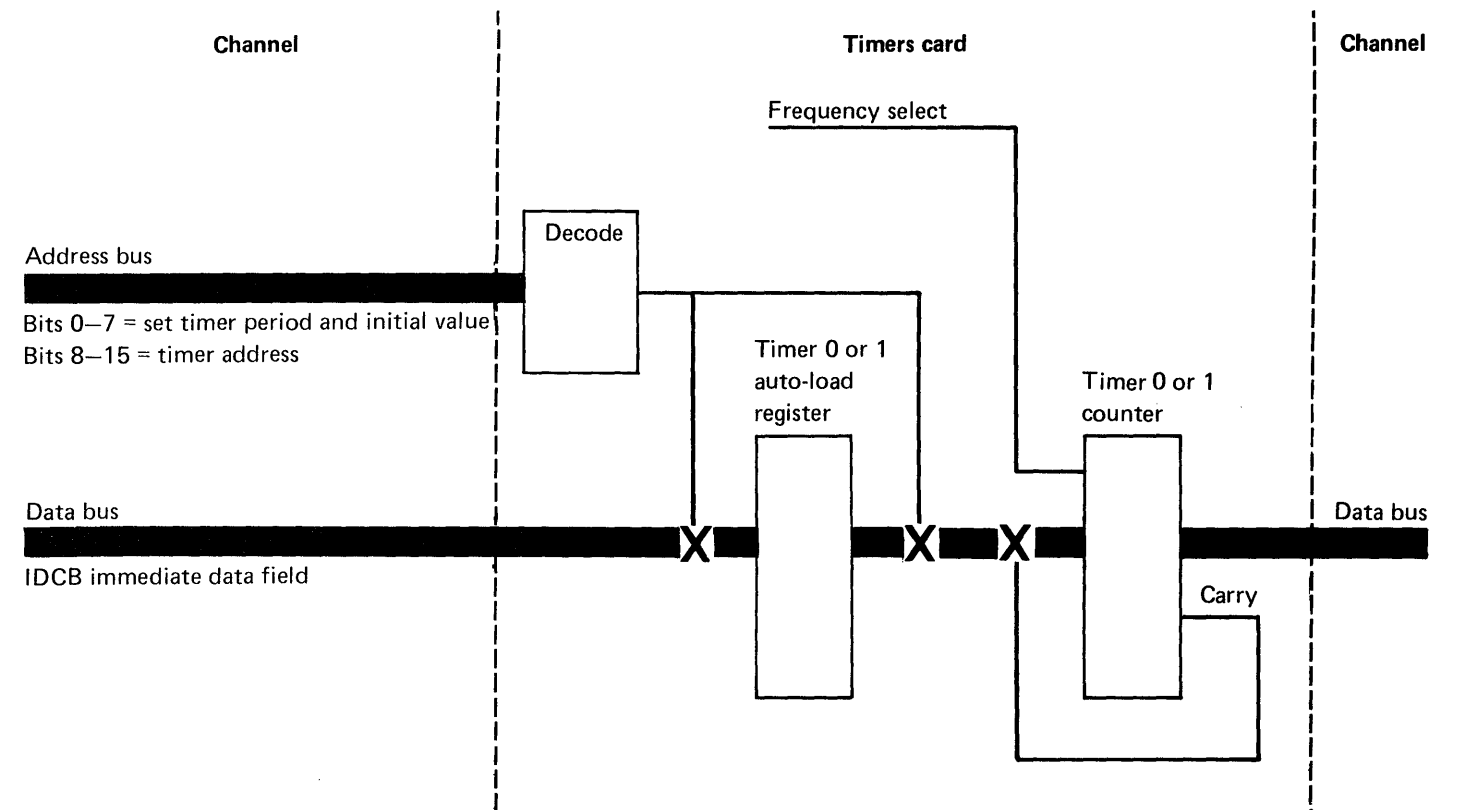 Channel
Timers card
Channel
Frequency select
Decode
Address bus
Bits 0–7 = set timer period and initial value
Bits 8–15 = timer address
Timer 0 or 1
auto-load
register
Timer 0 or 1
counter
Data bus
X
X
X
Data bus
IDCB immediate data field
Carry